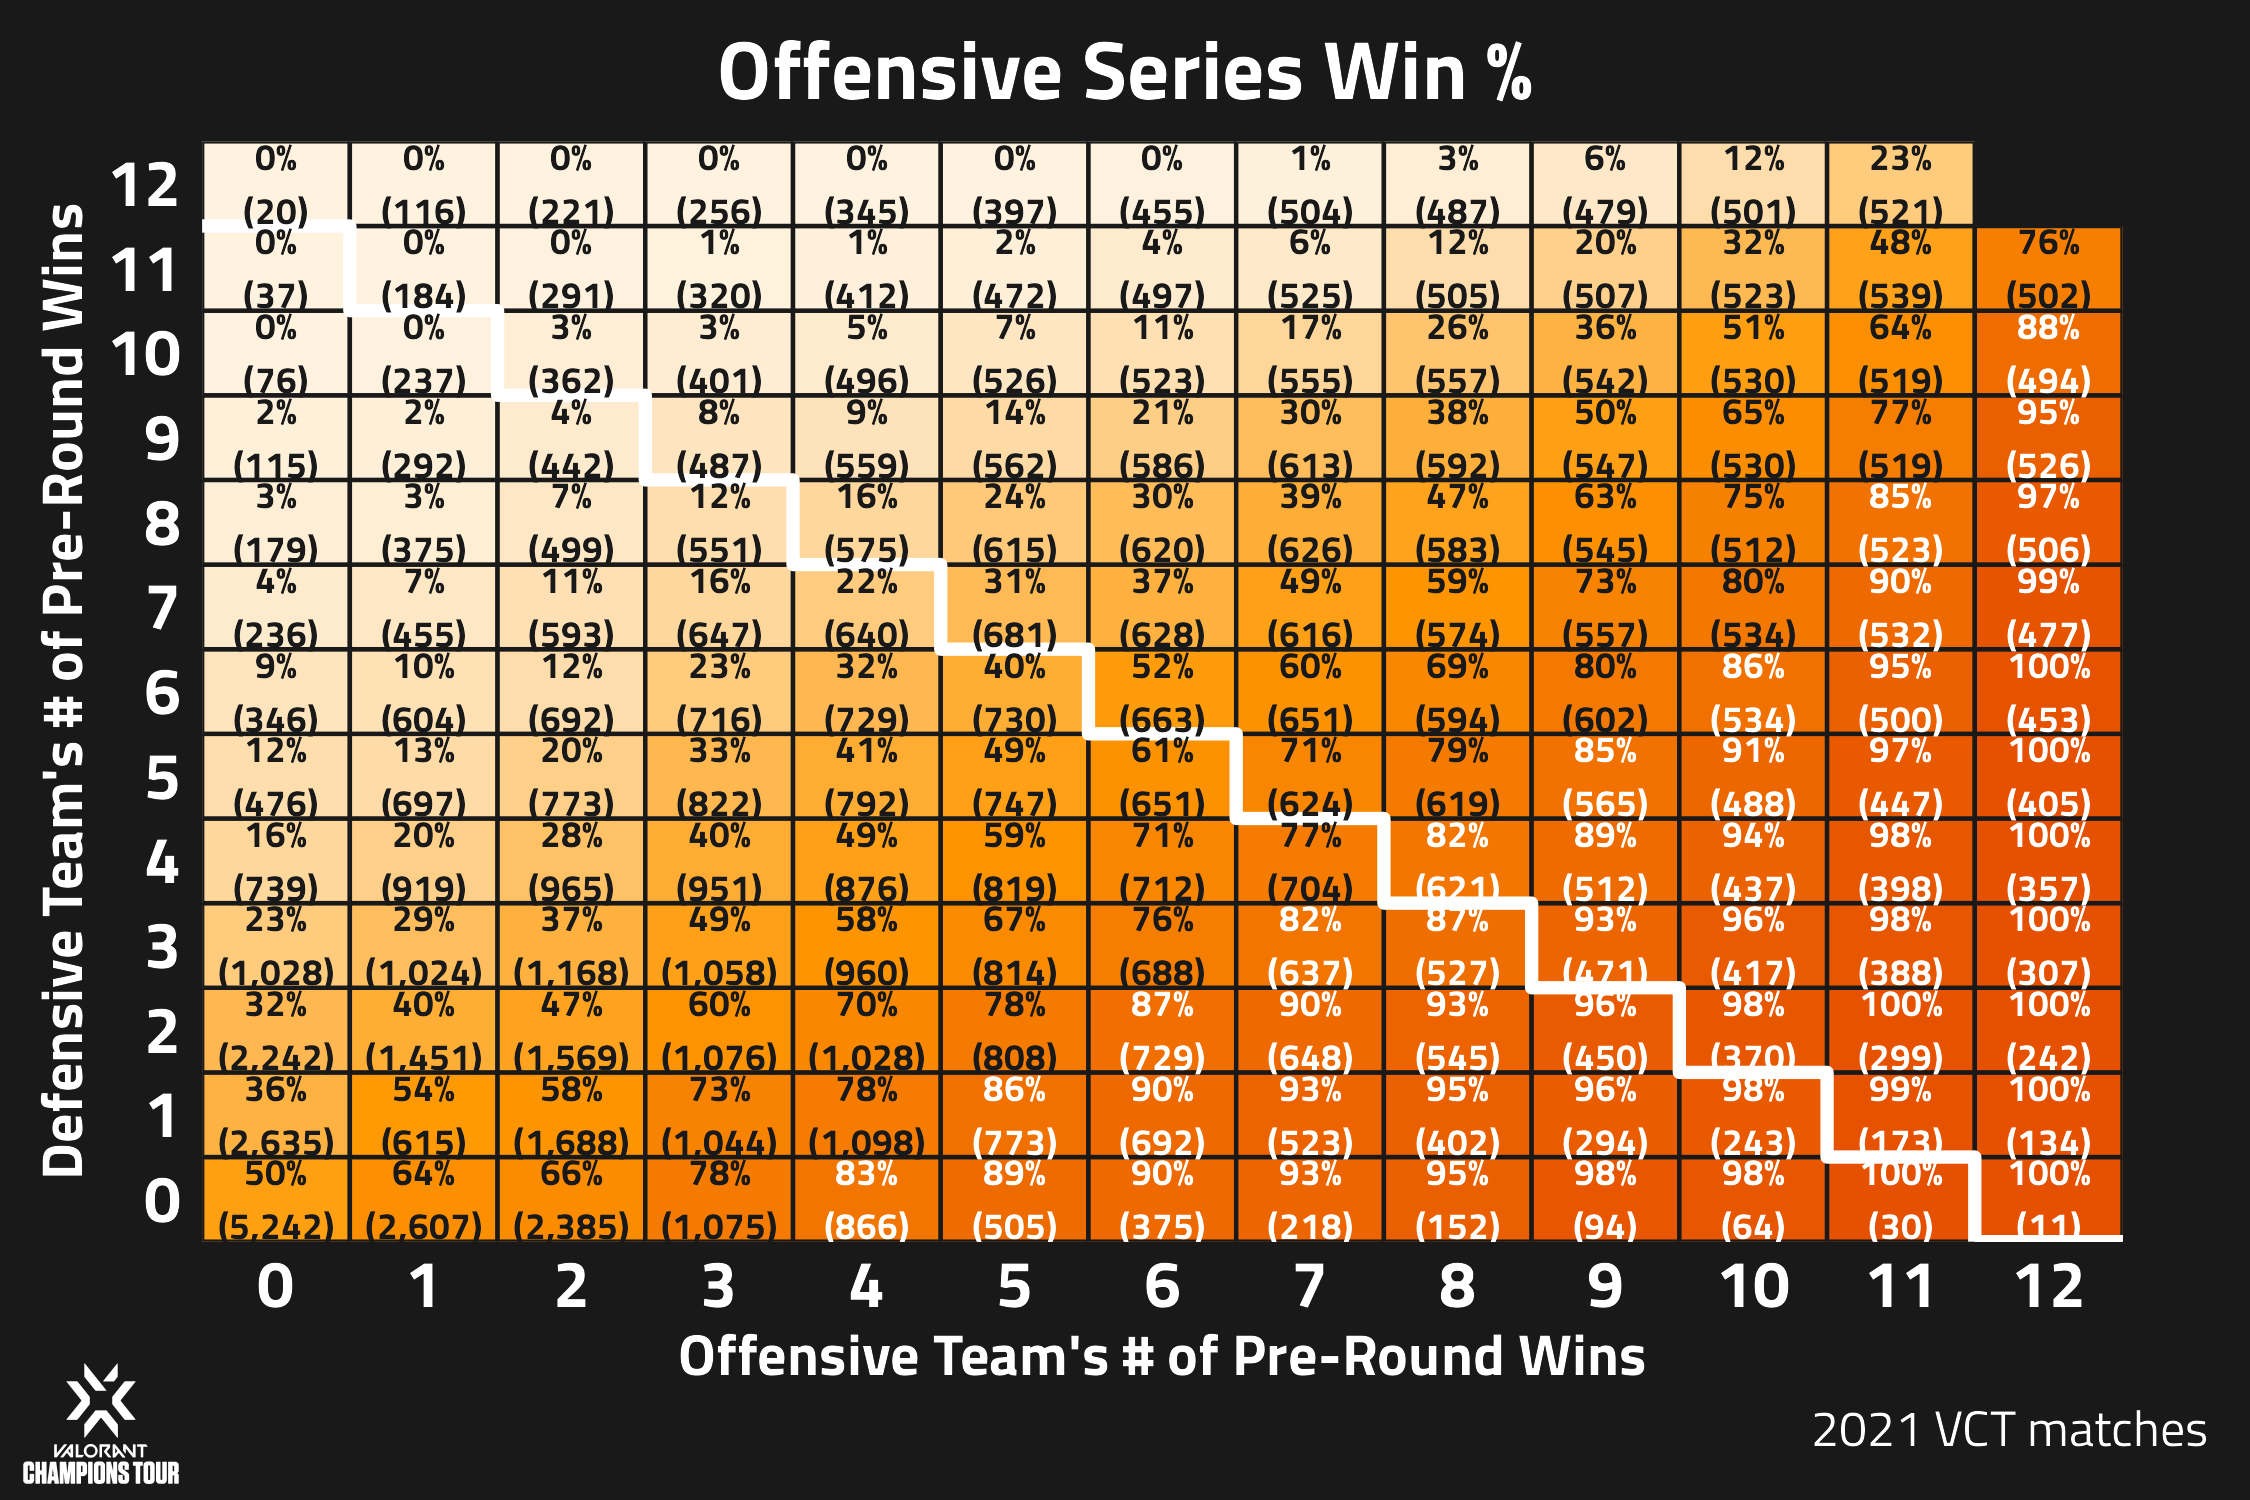 Offensive Series Win %
Defensive Team's # of Pre-Round Wins
12 0% 0% 0% 0% 0% 0% 0% 1% 3% 6% 12% 23%
(20) (116) (221) (256) (345) (397) (455) (504) (487) (479) (501) (521)
11 0% 0% 0% 1% 1% 2% 4% 6% 12% 20% 32% 48% 76%
(37) (184) (291) (320) (412) (472) (497) (525) (505) (507) (523) (539) (502)
10 0% 0% 3% 3% 5% 7% 11% 17% 26% 36% 51% 64% 88%
(76) (237) (362) (401) (496) (526) (523) (555) (557) (542) (530) (519) (494)
9 2% 2% 4% 8% 9% 14% 21% 30% 38% 50% 65% 77% 95%
(115) (292) (442) (487) (559) (562) (586) (613) (592) (547) (530) (519) (526)
8 3% 3% 7% 12% 16% 24% 30% 39% 47% 63% 75% 85% 97%
(179) (375) (499) (551) (575) (615) (620) (626) (583) (545) (512) (523) (506)
7 4% 7% 11% 16% 22% 31% 37% 49% 59% 73% 80% 90% 99%
(236) (455) (593) (647) (640) (681) (628) (616) (574) (557) (534) (532) (477)
6 9% 10% 12% 23% 32% 40% 52% 60% 69% 80% 86% 95% 100%
(346) (604) (692) (716) (729) (730) (663) (651) (594) (602) (534) (500) (453)
5 12% 13% 20% 33% 41% 49% 61% 71% 79% 85% 91% 97% 100%
(476) (697) (773) (822) (792) (747) (651) (624) (619) (565) (488) (447) (405)
4 16% 20% 28% 40% 49% 59% 71% 77% 82% 89% 94% 98% 100%
(739) (919) (965) (951) (876) (819) (712) (704) (621) (512) (437) (398) (357)
3 23% 29% 37% 49% 58% 67% 76% 82% 87% 93% 96% 98% 100%
(1,028) (1,024) (1,168) (1,058) (960) (814) (688) (637) (527) (471) (417) (388) (307)
2 32% 40% 47% 60% 70% 78% 87% 90% 93% 96% 98% 100% 100%
(2,242) (1,451) (1,569) (1,076) (1,028) (808) (729) (648) (545) (450) (370) (299) (242)
1 36% 54% 58% 73% 78% 86% 90% 93% 95% 96% 98% 99% 100%
(2,635) (615) (1,688) (1,044) (1,098) (773) (692) (523) (402) (294) (243) (173) (134)
0 50% 64% 66% 78% 83% 89% 90% 93% 95% 98% 98% 100% 100%
(5,242) (2,607) (2,385) (1,075) (866) (505) (375) (218) (152) (94) (64) (30) (11)
0 1 2 3 4 5 6 7 8 9 10 11 12
Offensive Team's # of Pre-Round Wins
VALORANT
CHAMPIONS TOUR
2021 VCT matches